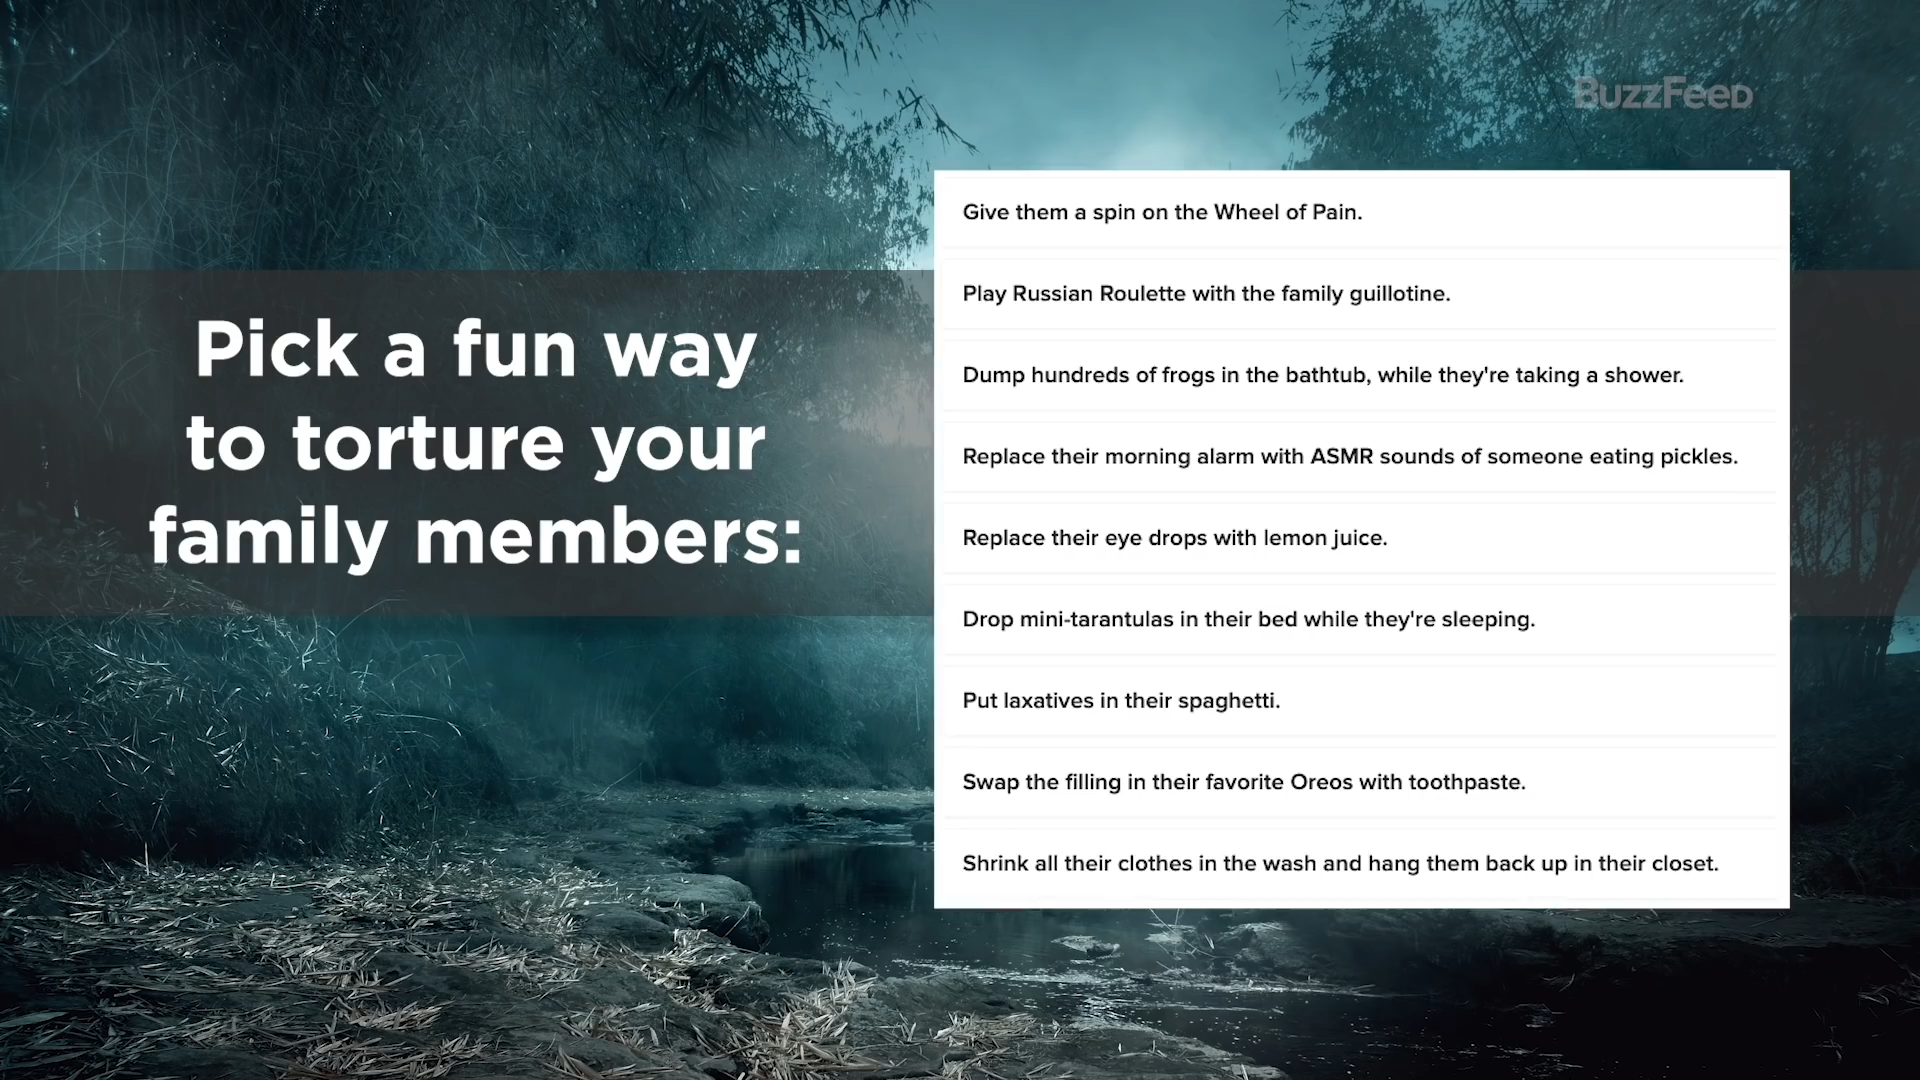 BuzzFeed
Pick a fun way
to torture your
family members:
Give them a spin on the Wheel of Pain.
Play Russian Roulette with the family guillotine.
Dump hundreds of frogs in the bathtub, while they're taking a shower.
Replace their morning alarm with ASMR sounds of someone eating pickles.
Replace their eye drops with lemon juice.
Drop mini-tarantulas in their bed while they're sleeping.
Put laxatives in their spaghetti.
Swap the filling in their favorite Oreos with toothpaste.
Shrink all their clothes in the wash and hang them back up in their closet.